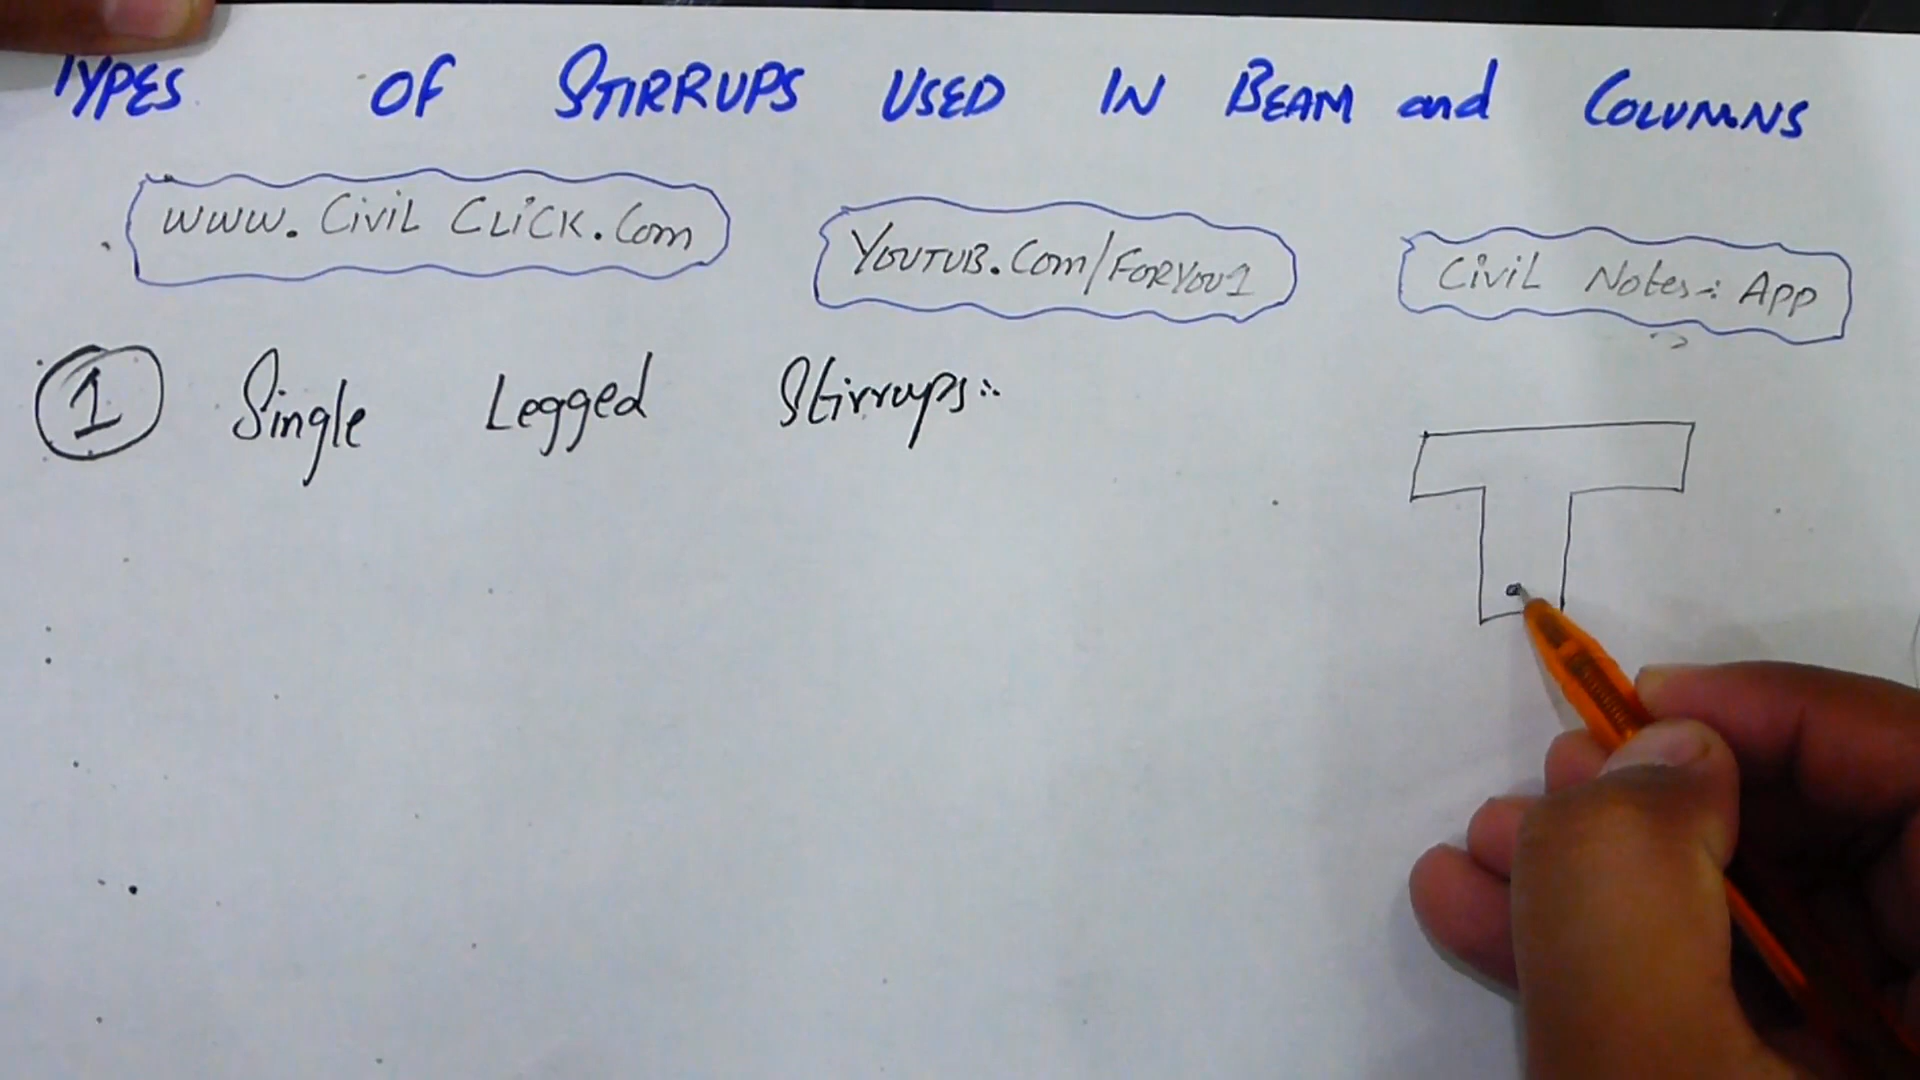 TYPES OF STIRRUPS USED IN BEAM and COLUMNS
www.CiviL CLiCK.Com
YOUTUB.Com/FORYOU1
CiviL Notes:- App
1 Single Legged Stirrups:-